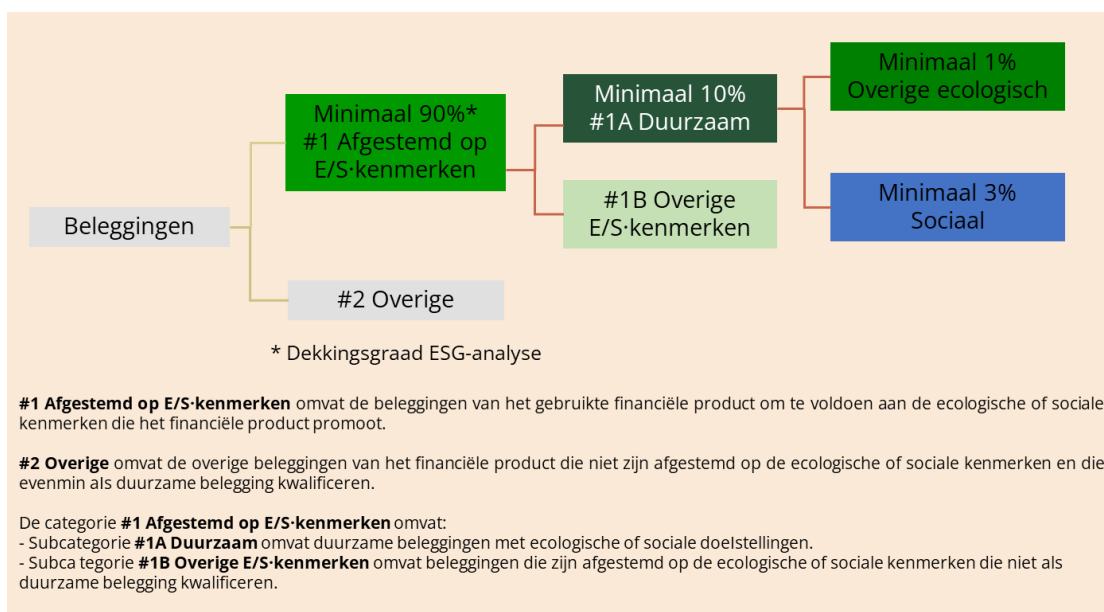 Minimaal 1%
Overige ecologisch
Minimaal 10%
#1A Duurzaam
Minimaal 90%*
#1 Afgestemd op
E/S·kenmerken
Minimaal 3%
Sociaal
#1B Overige
E/S·kenmerken
Beleggingen
#2 Overige
* Dekkingsgraad ESG-analyse
#1 Afgestemd op E/S·kenmerken omvat de beleggingen van het gebruikte financiële product om te voldoen aan de ecologische of sociale
kenmerken die het financiële product promoot.
#2 Overige omvat de overige beleggingen van het financiële product die niet zijn afgestemd op de ecologische of sociale kenmerken en die
evenmin als duurzame belegging kwalificeren.
De categorie #1 Afgestemd op E/S·kenmerken omvat:
- Subcategorie #1A Duurzaam omvat duurzame beleggingen met ecologische of sociale doelstellingen.
- Subca tegorie #1B Overige E/S·kenmerken omvat beleggingen die zijn afgestemd op de ecologische of sociale kenmerken die niet als
duurzame belegging kwalificeren.